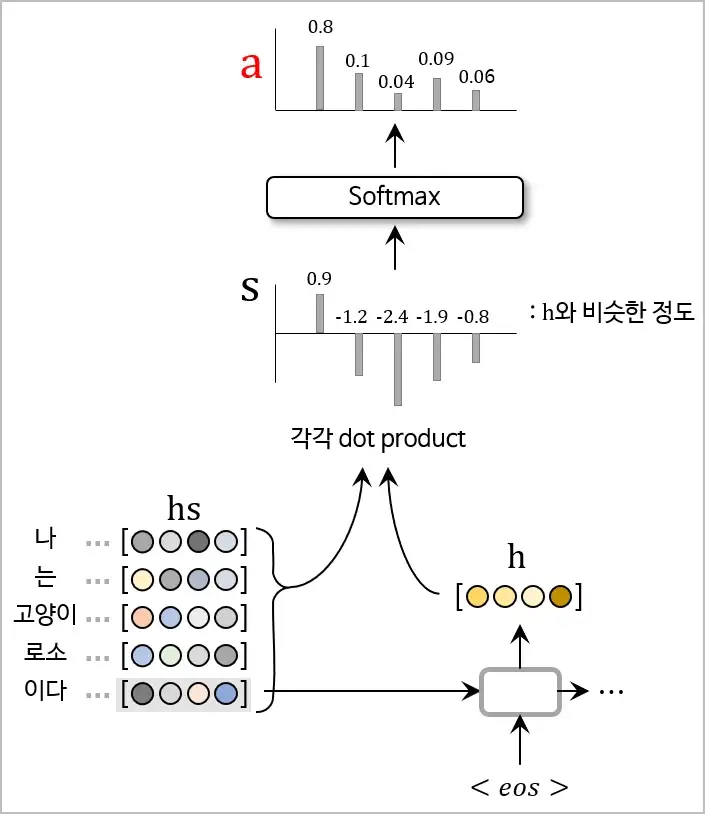 0.8
a
0.1
0.04
0.09
0.06
Softmax
s
0.9
-1.2 -2.4 -1.9 -0.8
: h와 비슷한 정도
각각 dot product
hs
나 ... [ ]
는 ... [ ]
고양이 ... [ ]
로소 ... [ ]
이다 ... [ ]
h
[ ]
...
< eos >